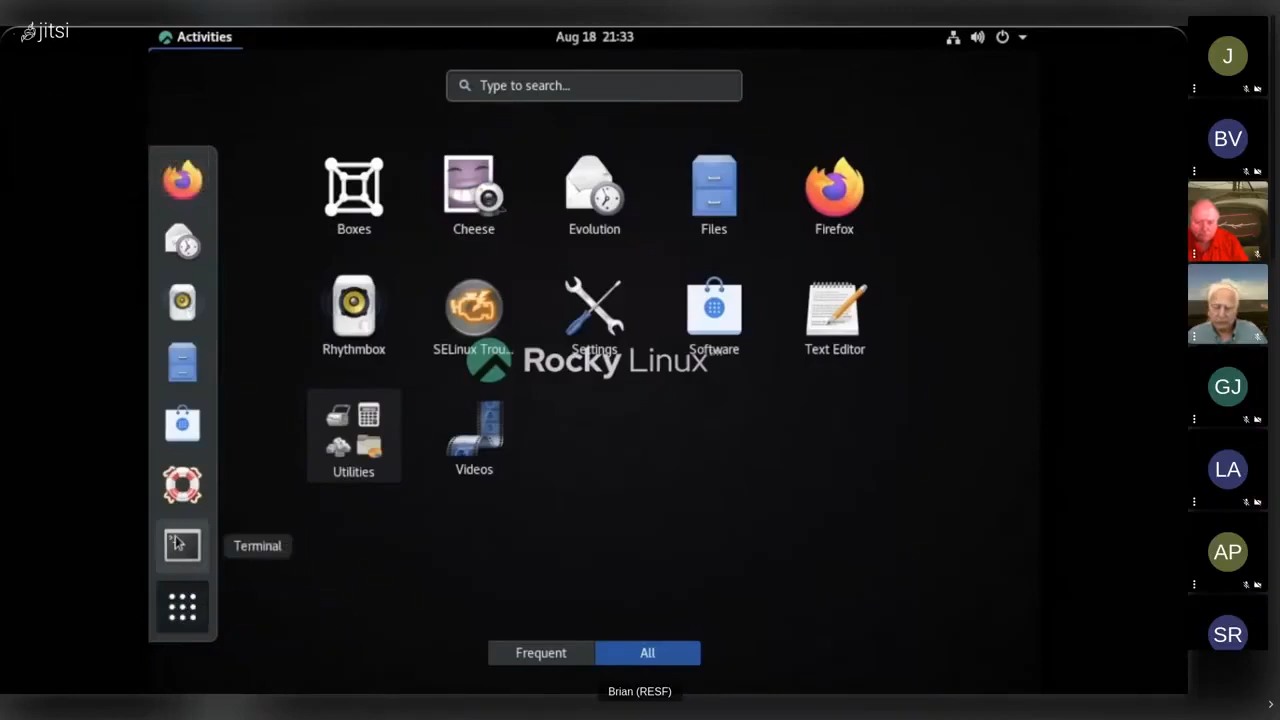 jitsi
Activities
Aug 18 21:33
Type to search...
Boxes
Cheese
Evolution
Files
Firefox
Rhythmbox
SELinux Trou...
Settings
Software
Text Editor
Rocky Linux™
Utilities
Videos
Terminal
Frequent
All
Brian (RESF)
J
BV
GJ
LA
AP
SR